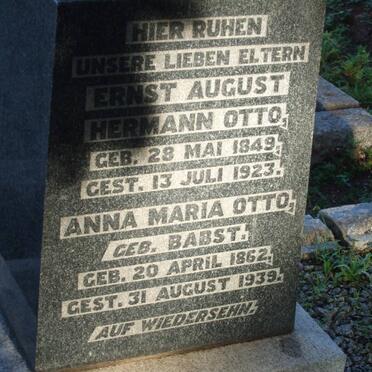 HIER RUHEN
UNSERE LIEBEN ELTERN
ERNST AUGUST
HERMANN OTTO,
GEB. 28 MAI 1849,
GEST. 13 JULI 1923.
ANNA MARIA OTTO,
GEB. BABST.
GEB. 20 APRIL 1862,
GEST. 31 AUGUST 1939.
AUF WIEDERSEHN.